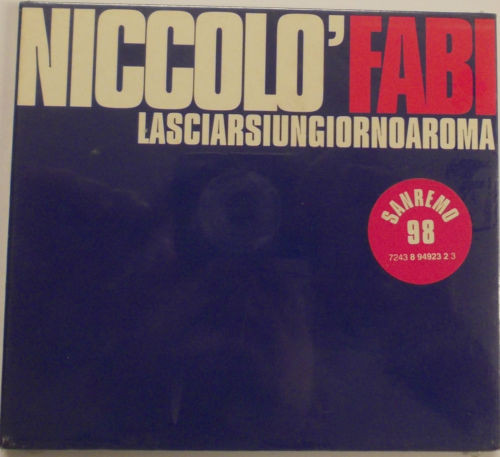 NICCOLO'FABI
LASCIARSIUNGIORNOAROMA
SANREMO
98
7243 8 94923 2 3